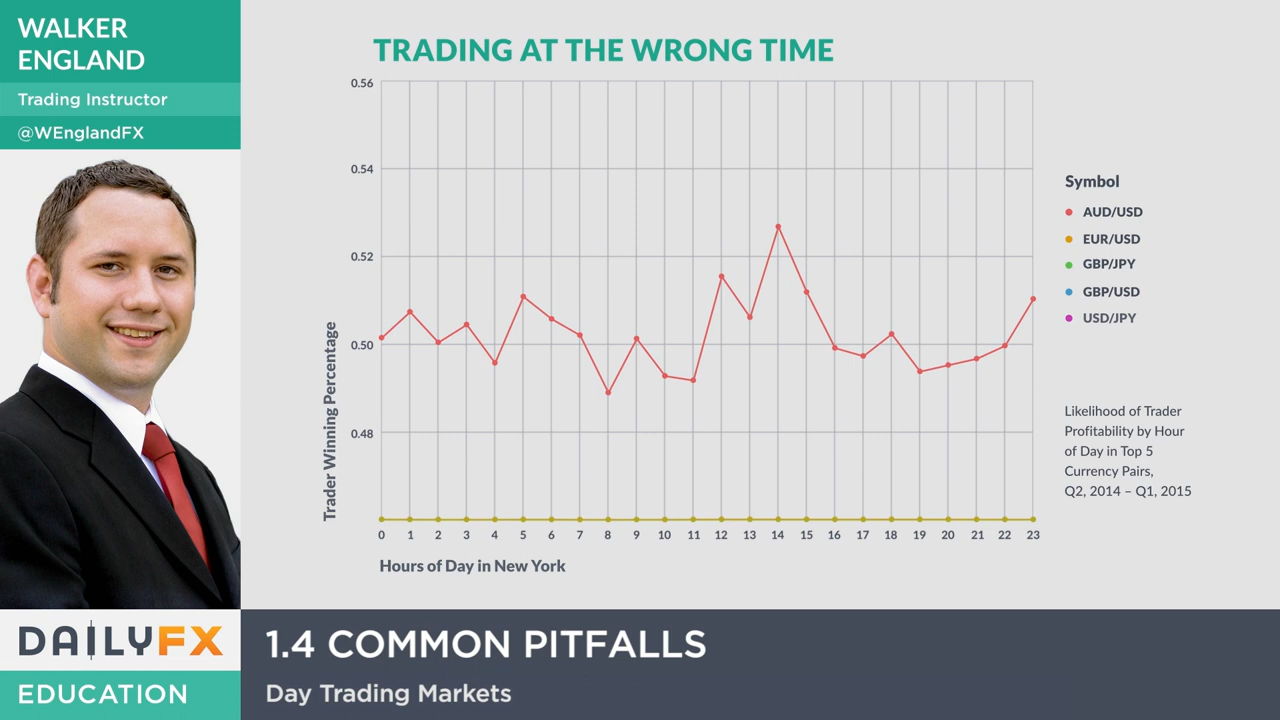 WALKER
ENGLAND
Trading Instructor
@WEnglandFX
TRADING AT THE WRONG TIME
0.56
0.54
0.52
0.50
0.48
Trader Winning Percentage
0 1 2 3 4 5 6 7 8 9 10 11 12 13 14 15 16 17 18 19 20 21 22 23
Hours of Day in New York
Symbol
AUD/USD
EUR/USD
GBP/JPY
GBP/USD
USD/JPY
Likelihood of Trader
Profitability by Hour
of Day in Top 5
Currency Pairs,
Q2, 2014 – Q1, 2015
DAILYFX
EDUCATION
1.4 COMMON PITFALLS
Day Trading Markets